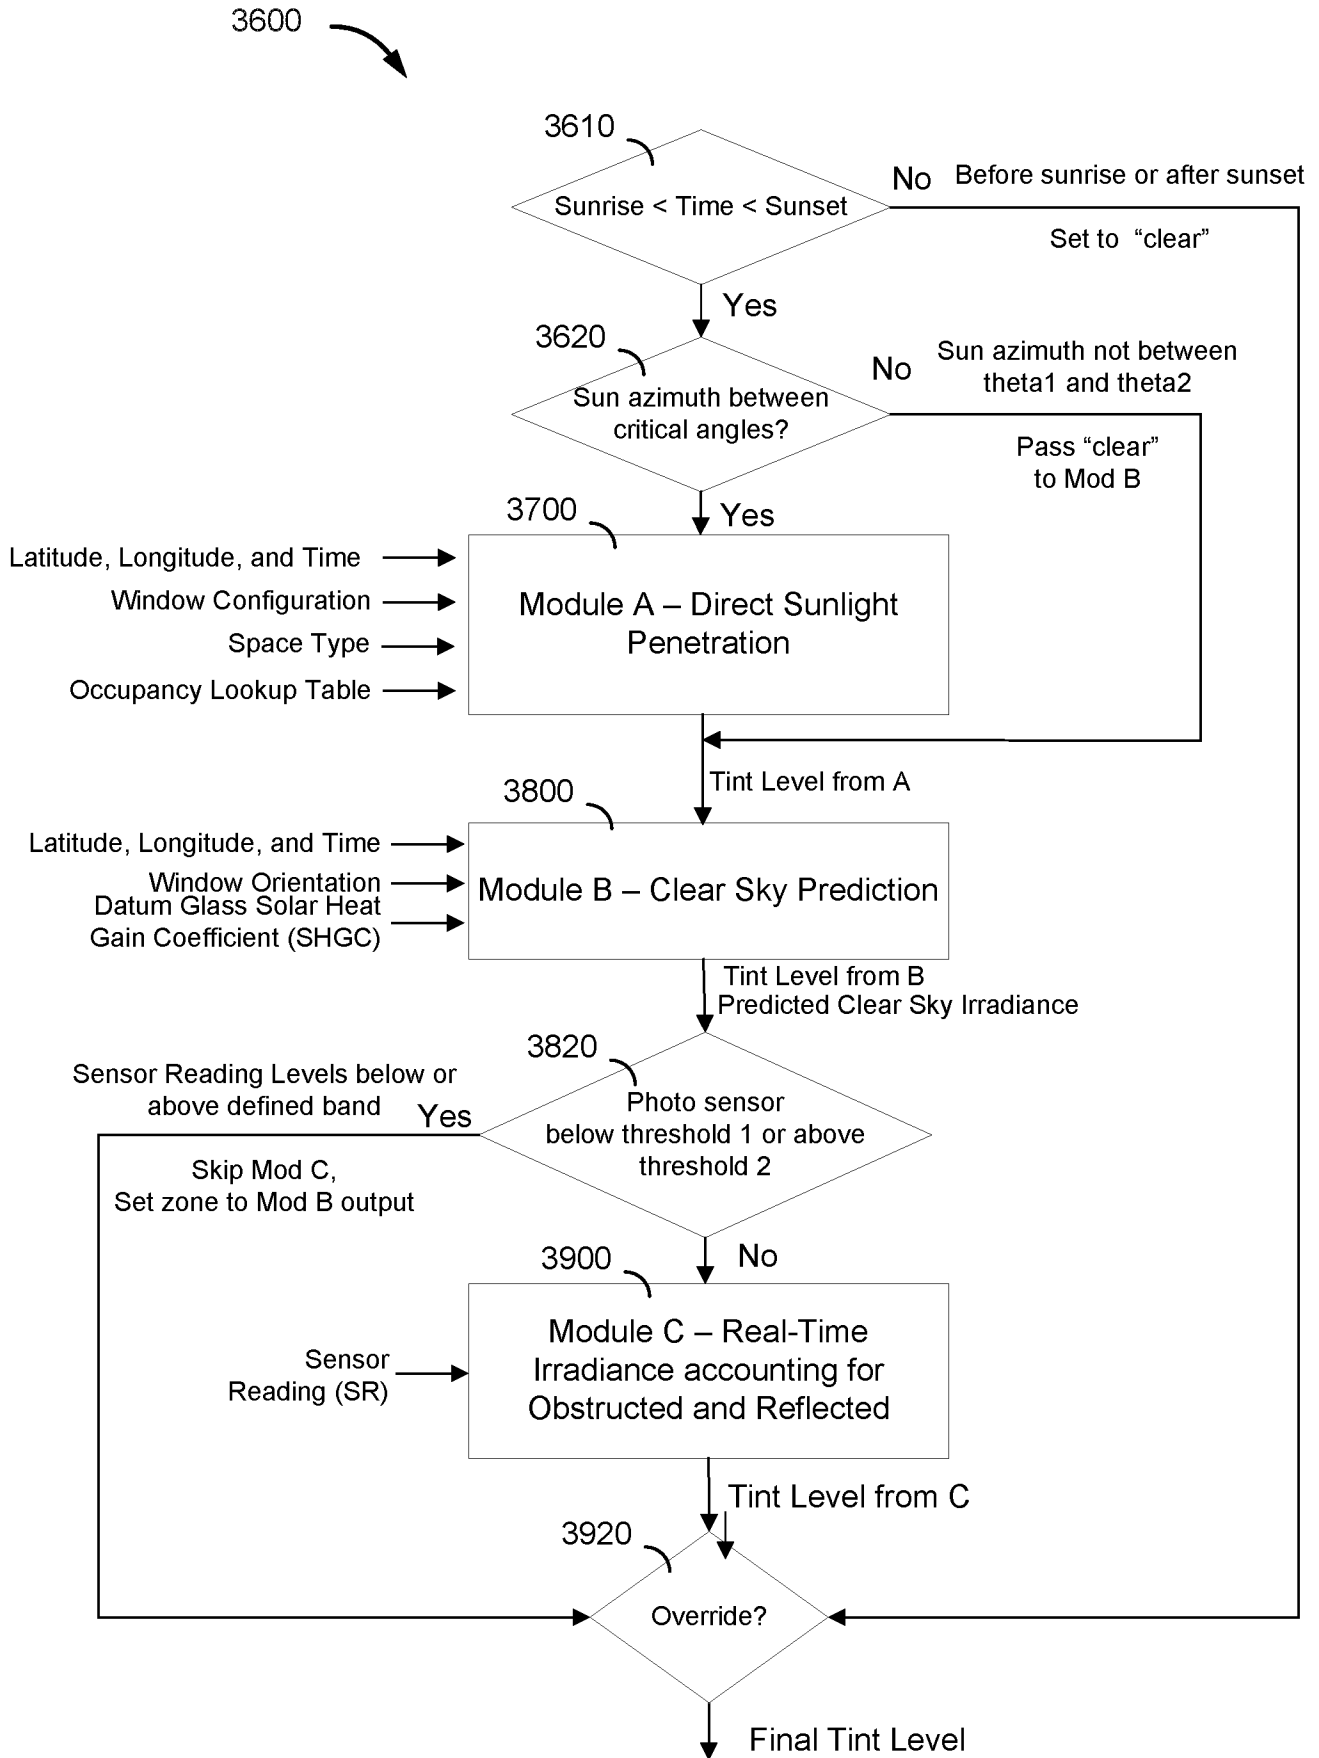 3600
3610
Sunrise < Time < Sunset
No
Before sunrise or after sunset
Set to “clear”
Yes
3620
Sun azimuth between
critical angles?
No
Sun azimuth not between
theta1 and theta2
Pass “clear”
to Mod B
Yes
3700
Latitude, Longitude, and Time
Window Configuration
Space Type
Occupancy Lookup Table
Module A – Direct Sunlight
Penetration
Tint Level from A
3800
Latitude, Longitude, and Time
Window Orientation
Datum Glass Solar Heat
Gain Coefficient (SHGC)
Module B – Clear Sky Prediction
Tint Level from B
Predicted Clear Sky Irradiance
3820
Photo sensor
below threshold 1 or above
threshold 2
Sensor Reading Levels below or
above defined band
Yes
Skip Mod C,
Set zone to Mod B output
No
3900
Sensor
Reading (SR)
Module C – Real-Time
Irradiance accounting for
Obstructed and Reflected
Tint Level from C
3920
Override?
Final Tint Level